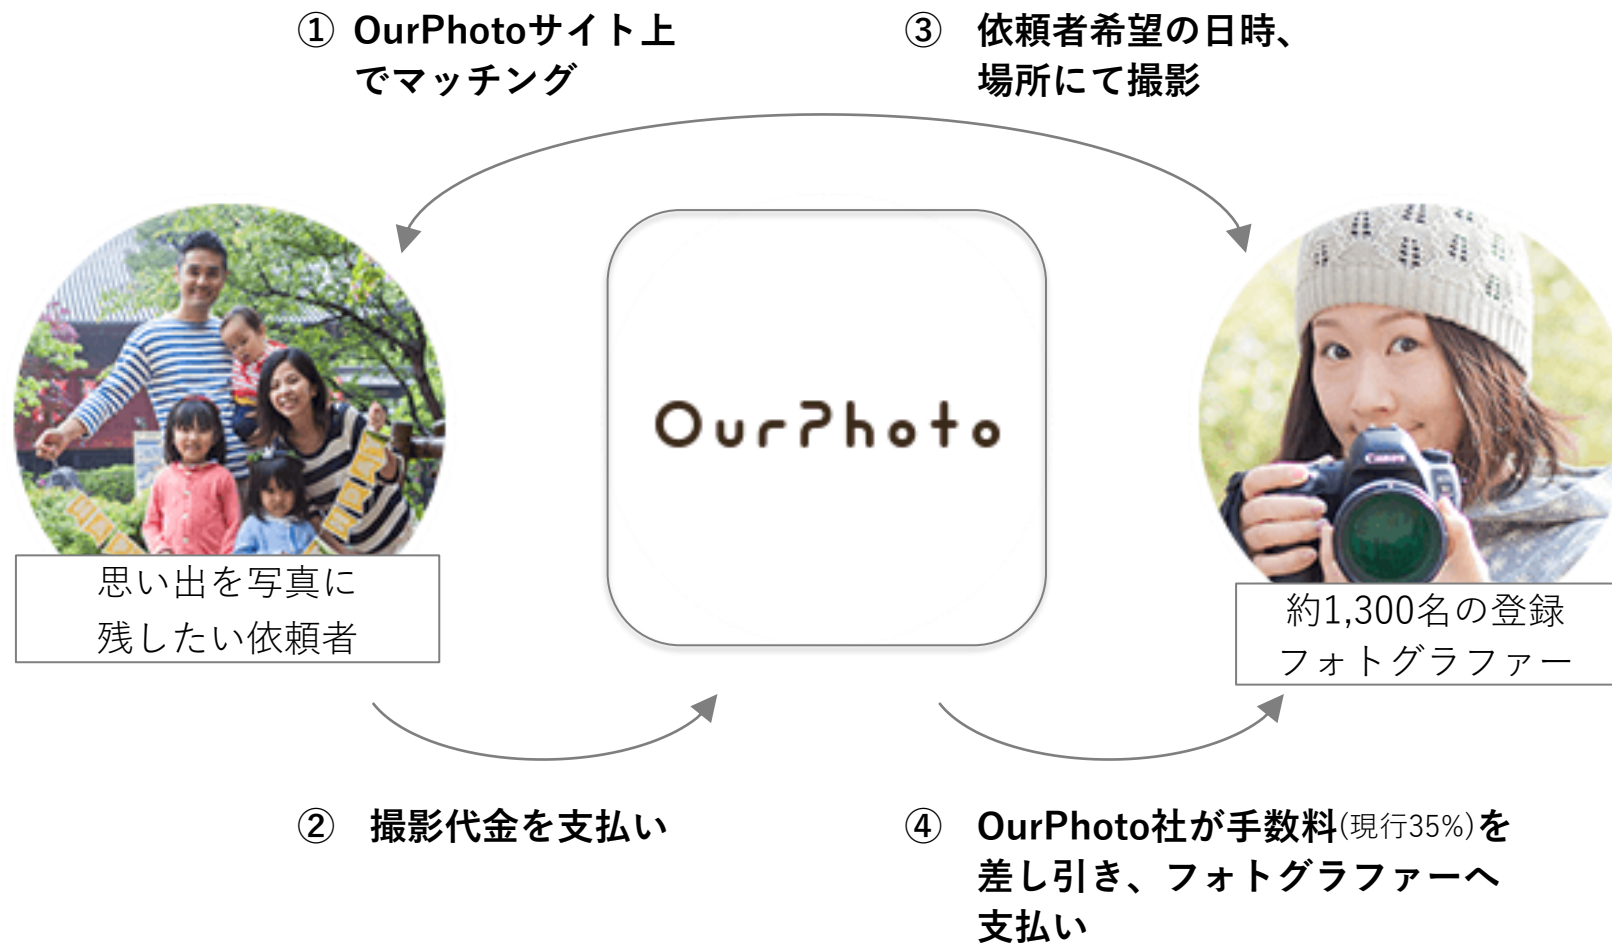 ① OurPhotoサイト上
でマッチング
③ 依頼者希望の日時、
場所にて撮影
OurPhoto
Canon
思い出を写真に
残したい依頼者
約1,300名の登録
フォトグラファー
② 撮影代金を支払い
④ OurPhoto社が手数料(現行35%)を
差し引き、フォトグラファーへ
支払い